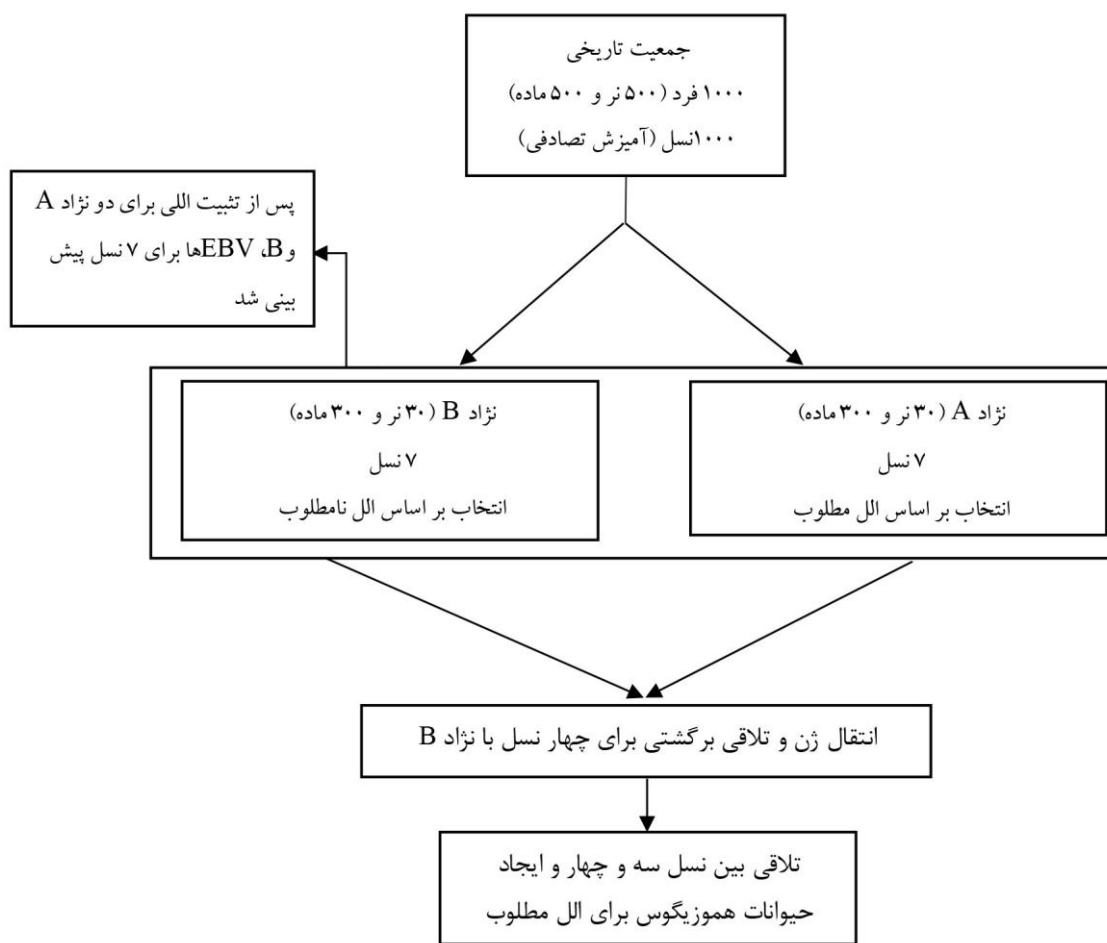 جمعیت تاریخی
۱۰۰۰ فرد (۵۰۰ نر و ۵۰۰ ماده)
۱۰۰۰نسل (آمیزش تصادفی)
پس از تثبیت اللی برای دو نژاد A
و B، EBVها برای ۷ نسل پیش
بینی شد
نژاد A (۳۰ نر و ۳۰۰ ماده)
۷ نسل
انتخاب بر اساس الل مطلوب
نژاد B (۳۰ نر و ۳۰۰ ماده)
۷ نسل
انتخاب بر اساس الل نامطلوب
انتقال ژن و تلاقی برگشتی برای چهار نسل با نژاد B
تلاقی بین نسل سه و چهار و ایجاد
حیوانات هموزیگوس برای الل مطلوب